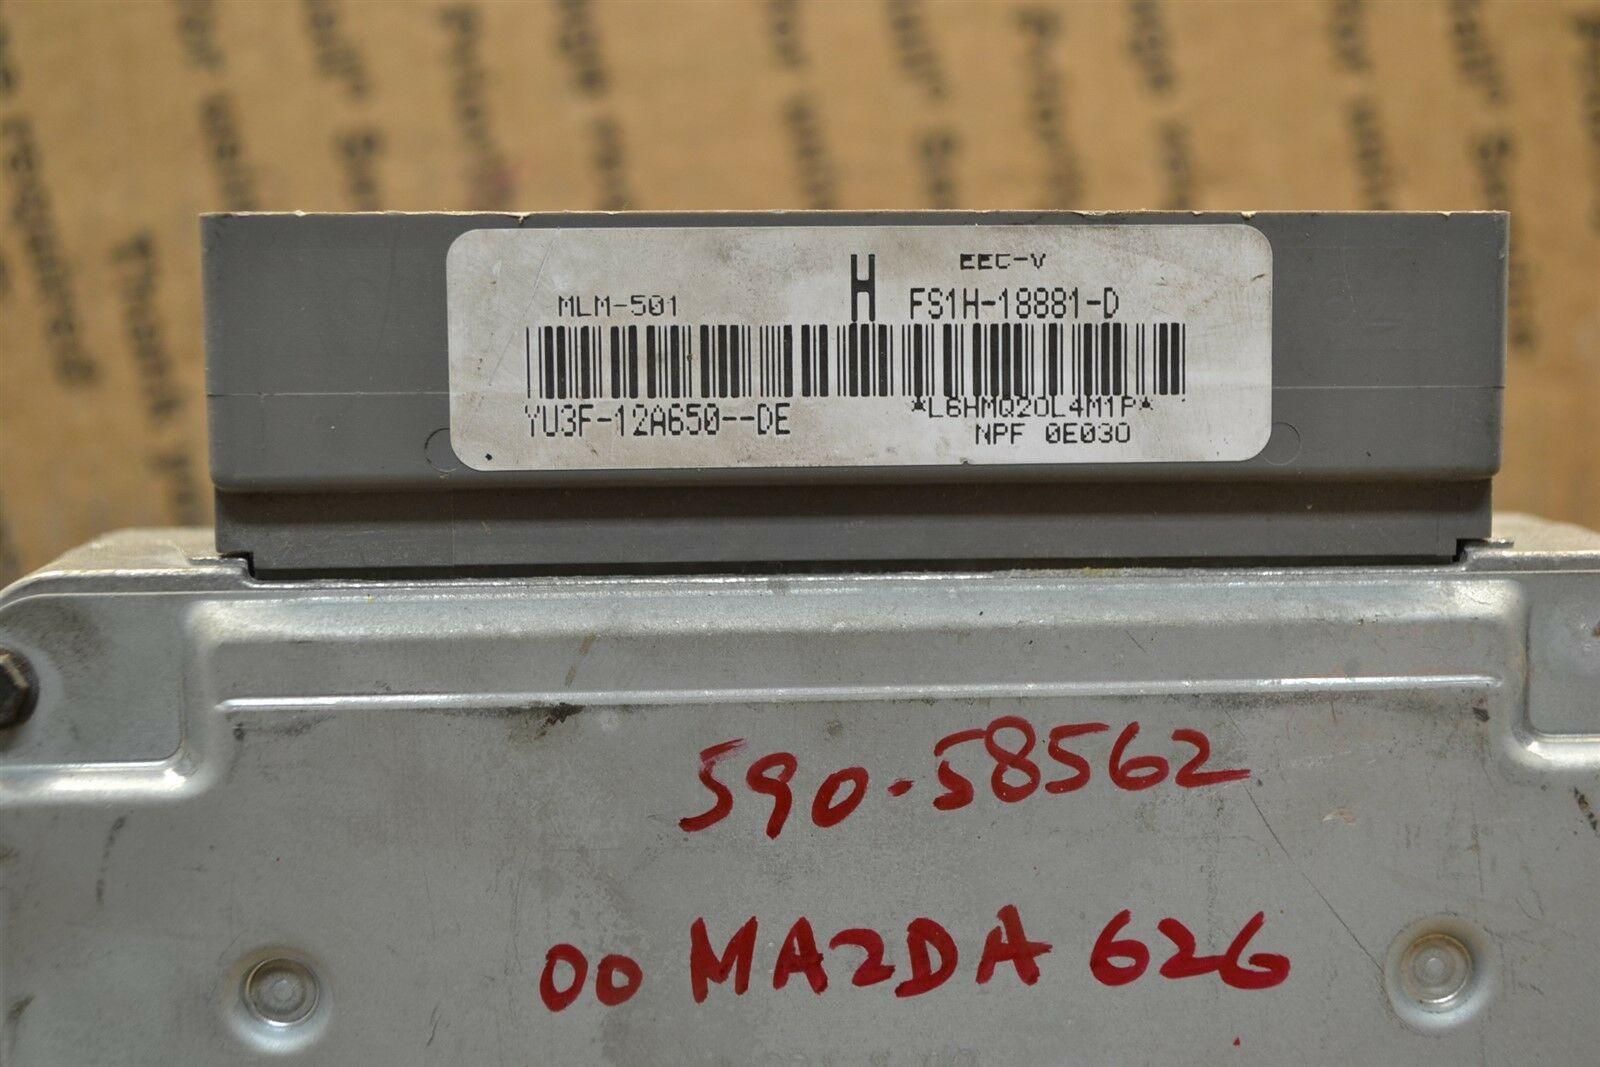 EEC-V
MLM-501 H FS1H-18881-D
YU3F-12A650--DE *L6HMQ20L4M1P*
NPF 0E030
590-58562
00 MAZDA 626